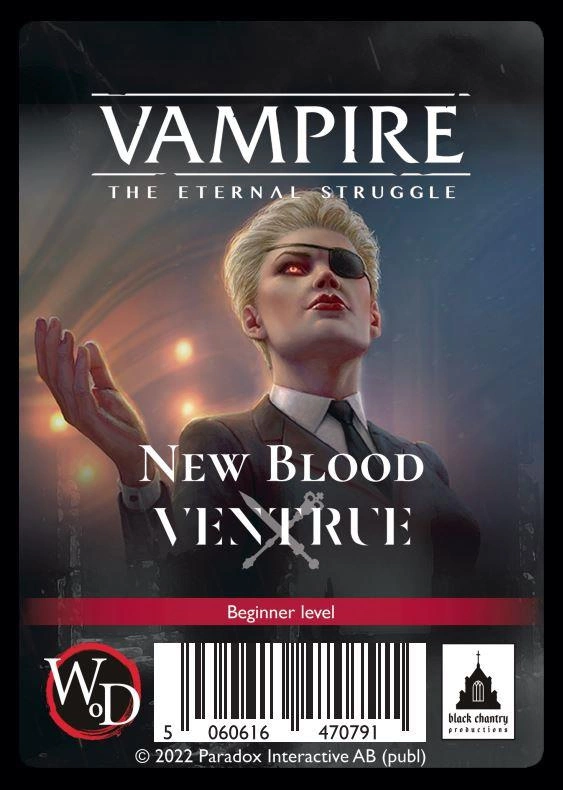 VAMPIRE
THE ETERNAL STRUGGLE
NEW BLOOD
VENTRUE
Beginner level
WoD
5 060616 470791
black chantry
productions
© 2022 Paradox Interactive AB (publ)